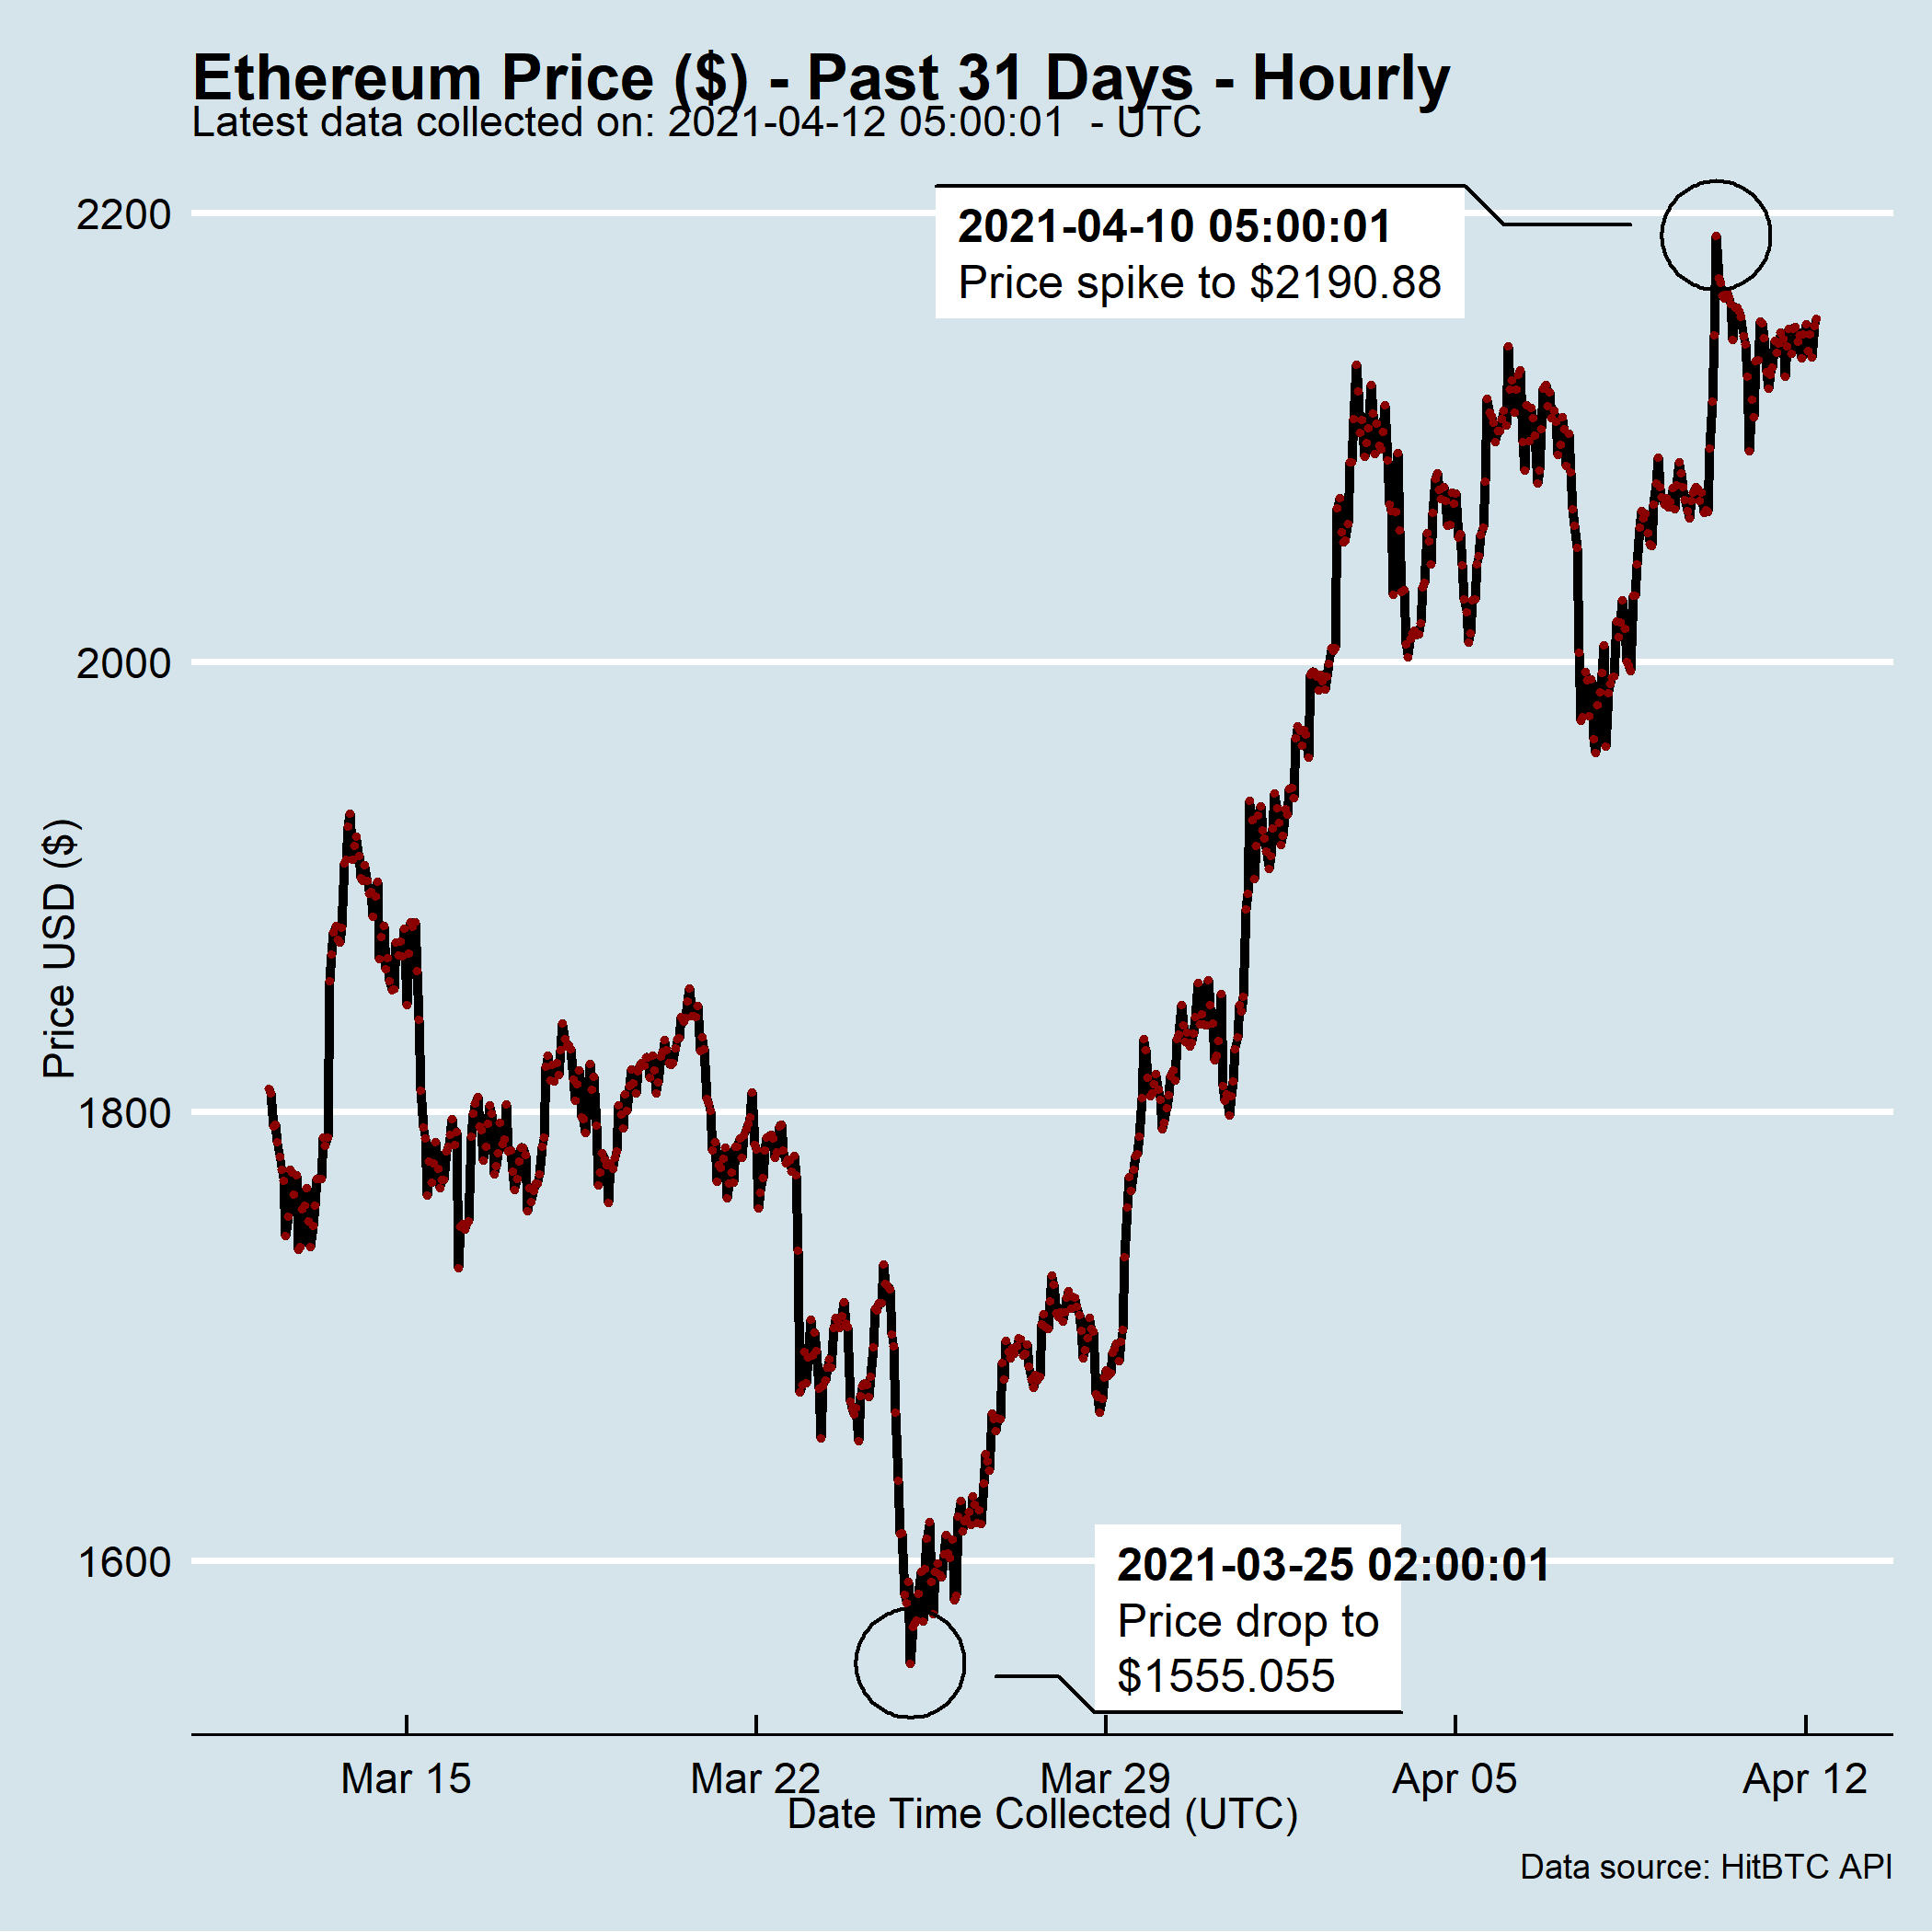 Ethereum Price ($) - Past 31 Days - Hourly
Latest data collected on: 2021-04-12 05:00:01  - UTC
2200
2021-04-10 05:00:01
Price spike to $2190.88
2000
Price USD ($)
1800
1600
2021-03-25 02:00:01
Price drop to
$1555.055
Mar 15
Mar 22
Mar 29
Apr 05
Apr 12
Date Time Collected (UTC)
Data source: HitBTC API